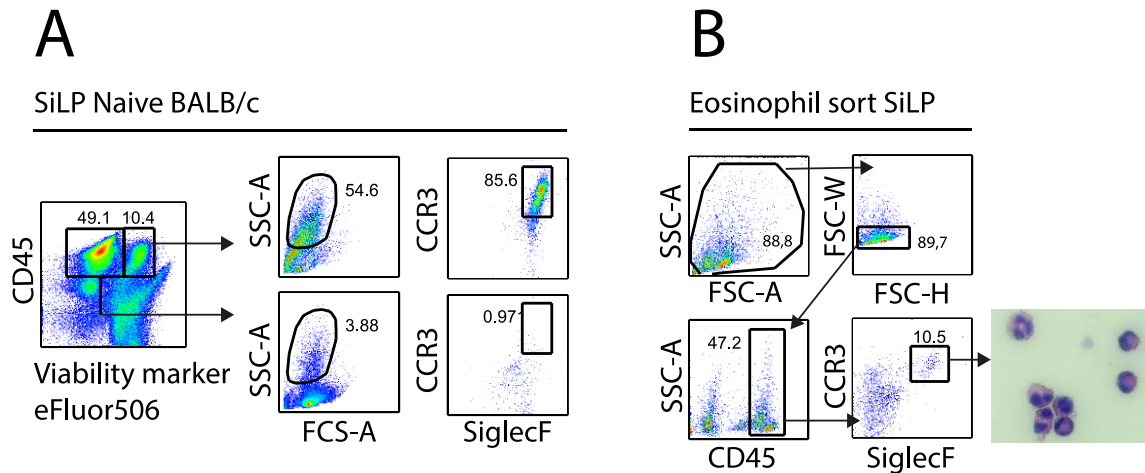 A
SiLP Naive BALB/c
49.1 10.4
CD45
Viability marker
eFluor506
SSC-A
54.6
CCR3
85.6
SSC-A
3.88
CCR3
0.97
FCS-A
SiglecF
B
Eosinophil sort SiLP
SSC-A
88,8
FSC-A
FSC-W
89,7
FSC-H
SSC-A
47.2
CD45
CCR3
10.5
SiglecF